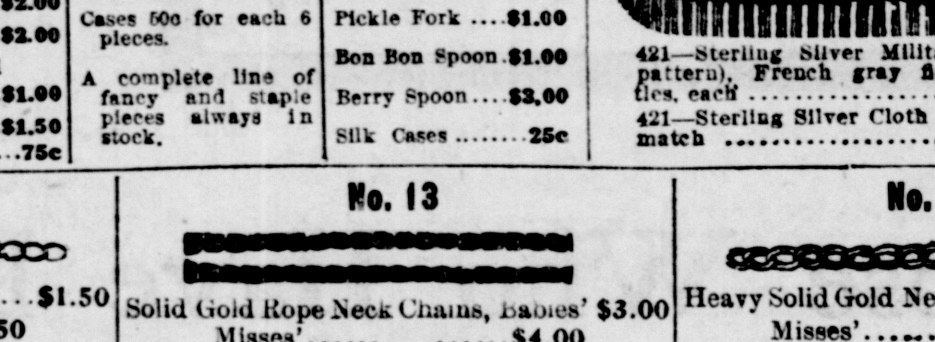 $2.00
$2.00
$1.00
$1.50
...75c
Cases 50c for each 6
pieces.
A complete line of
fancy and staple
pieces always in
stock.
Pickle Fork ....$1.00
Bon Bon Spoon.$1.00
Berry Spoon....$3.00
Silk Cases ........25c
421—Sterling Silver Milit
pattern), French gray fi
tles, each ....................
421—Sterling Silver Cloth
match ......................
...$1.50
50
No. 13
Solid Gold Rope Neck Chains, Babies' $3.00
Misses'............ $4.00
No.
Heavy Solid Gold Ne
Misses'......